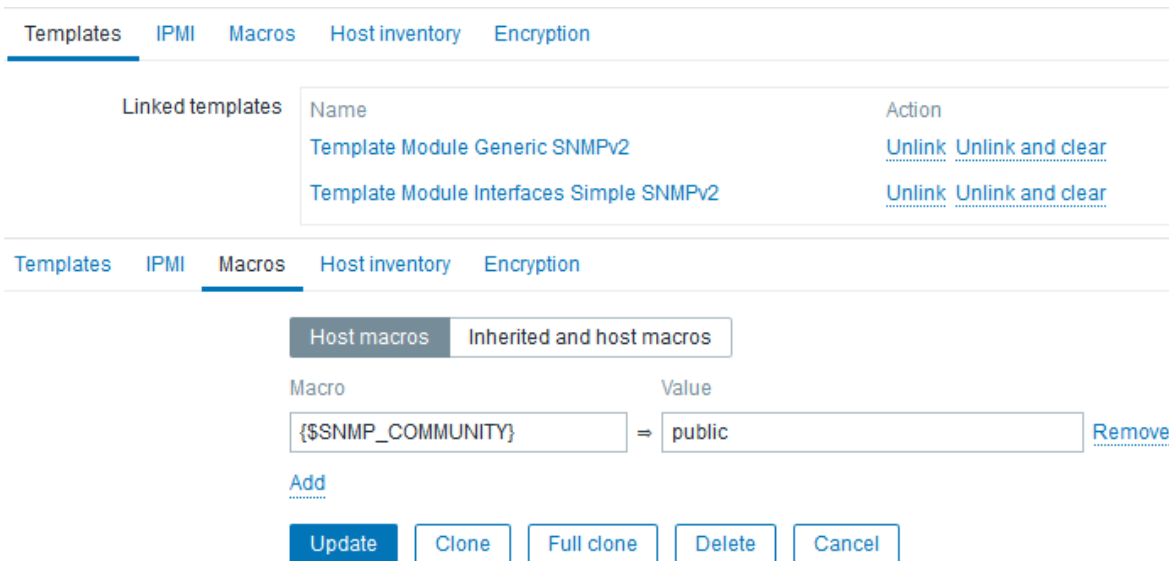 Templates IPMI Macros Host inventory Encryption
Linked templates Name Action
Template Module Generic SNMPv2 Unlink Unlink and clear
Template Module Interfaces Simple SNMPv2 Unlink Unlink and clear
Templates IPMI Macros Host inventory Encryption
Host macros Inherited and host macros
Macro Value
{$SNMP_COMMUNITY} ⇒ public Remove
Add
Update Clone Full clone Delete Cancel